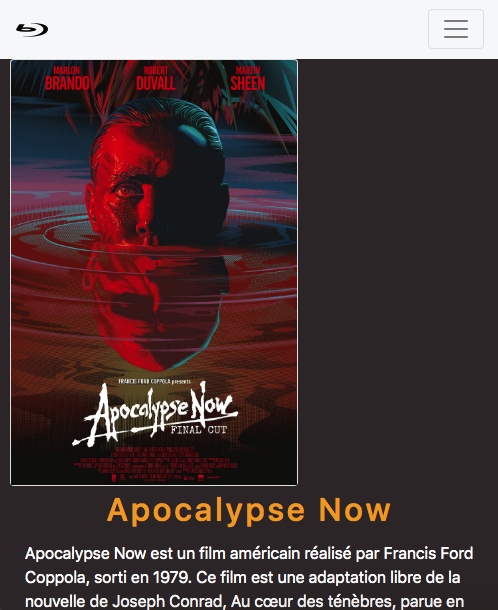 MARLON ROBERT MARTIN
BRANDO DUVALL SHEEN
FRANCIS FORD COPPOLA presents
Apocalypse Now
FINAL CUT
Apocalypse Now
Apocalypse Now est un film américain réalisé par Francis Ford
Coppola, sorti en 1979. Ce film est une adaptation libre de la
nouvelle de Joseph Conrad, Au cœur des ténèbres, parue en